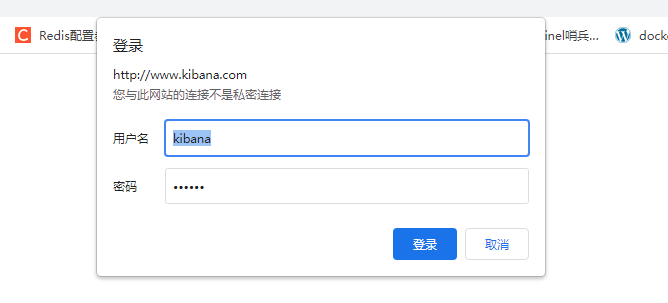 Redis配置
登录
inel哨兵...
docke
http://www.kibana.com
您与此网站的连接不是私密连接
用户名
kibana
密码
••••••
登录
取消